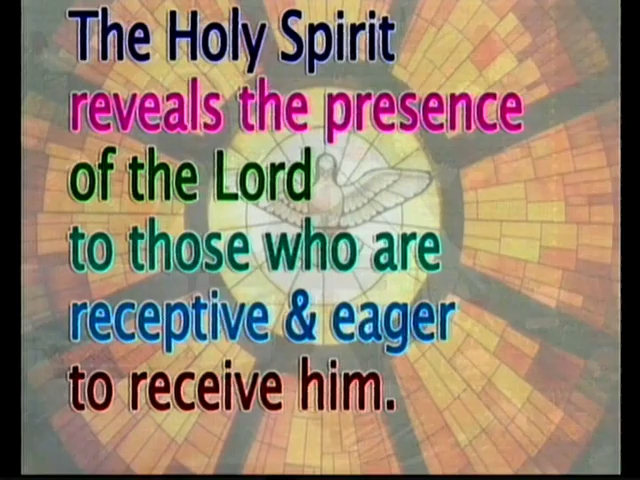 The Holy Spirit
reveals the presence
of the Lord
to those who are
receptive & eager
to receive him.